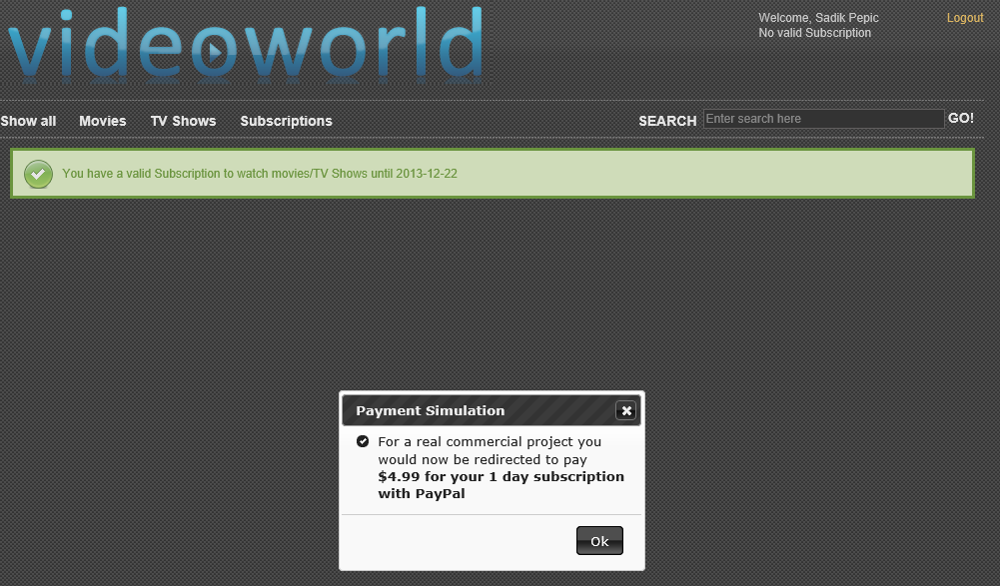 videoworld
Welcome, Sadik Pepic
Logout
No valid Subscription
Show all
Movies
TV Shows
Subscriptions
SEARCH
Enter search here
GO!
You have a valid Subscription to watch movies/TV Shows until 2013-12-22
Payment Simulation
For a real commercial project you
would now be redirected to pay
$4.99 for your 1 day subscription
with PayPal
Ok